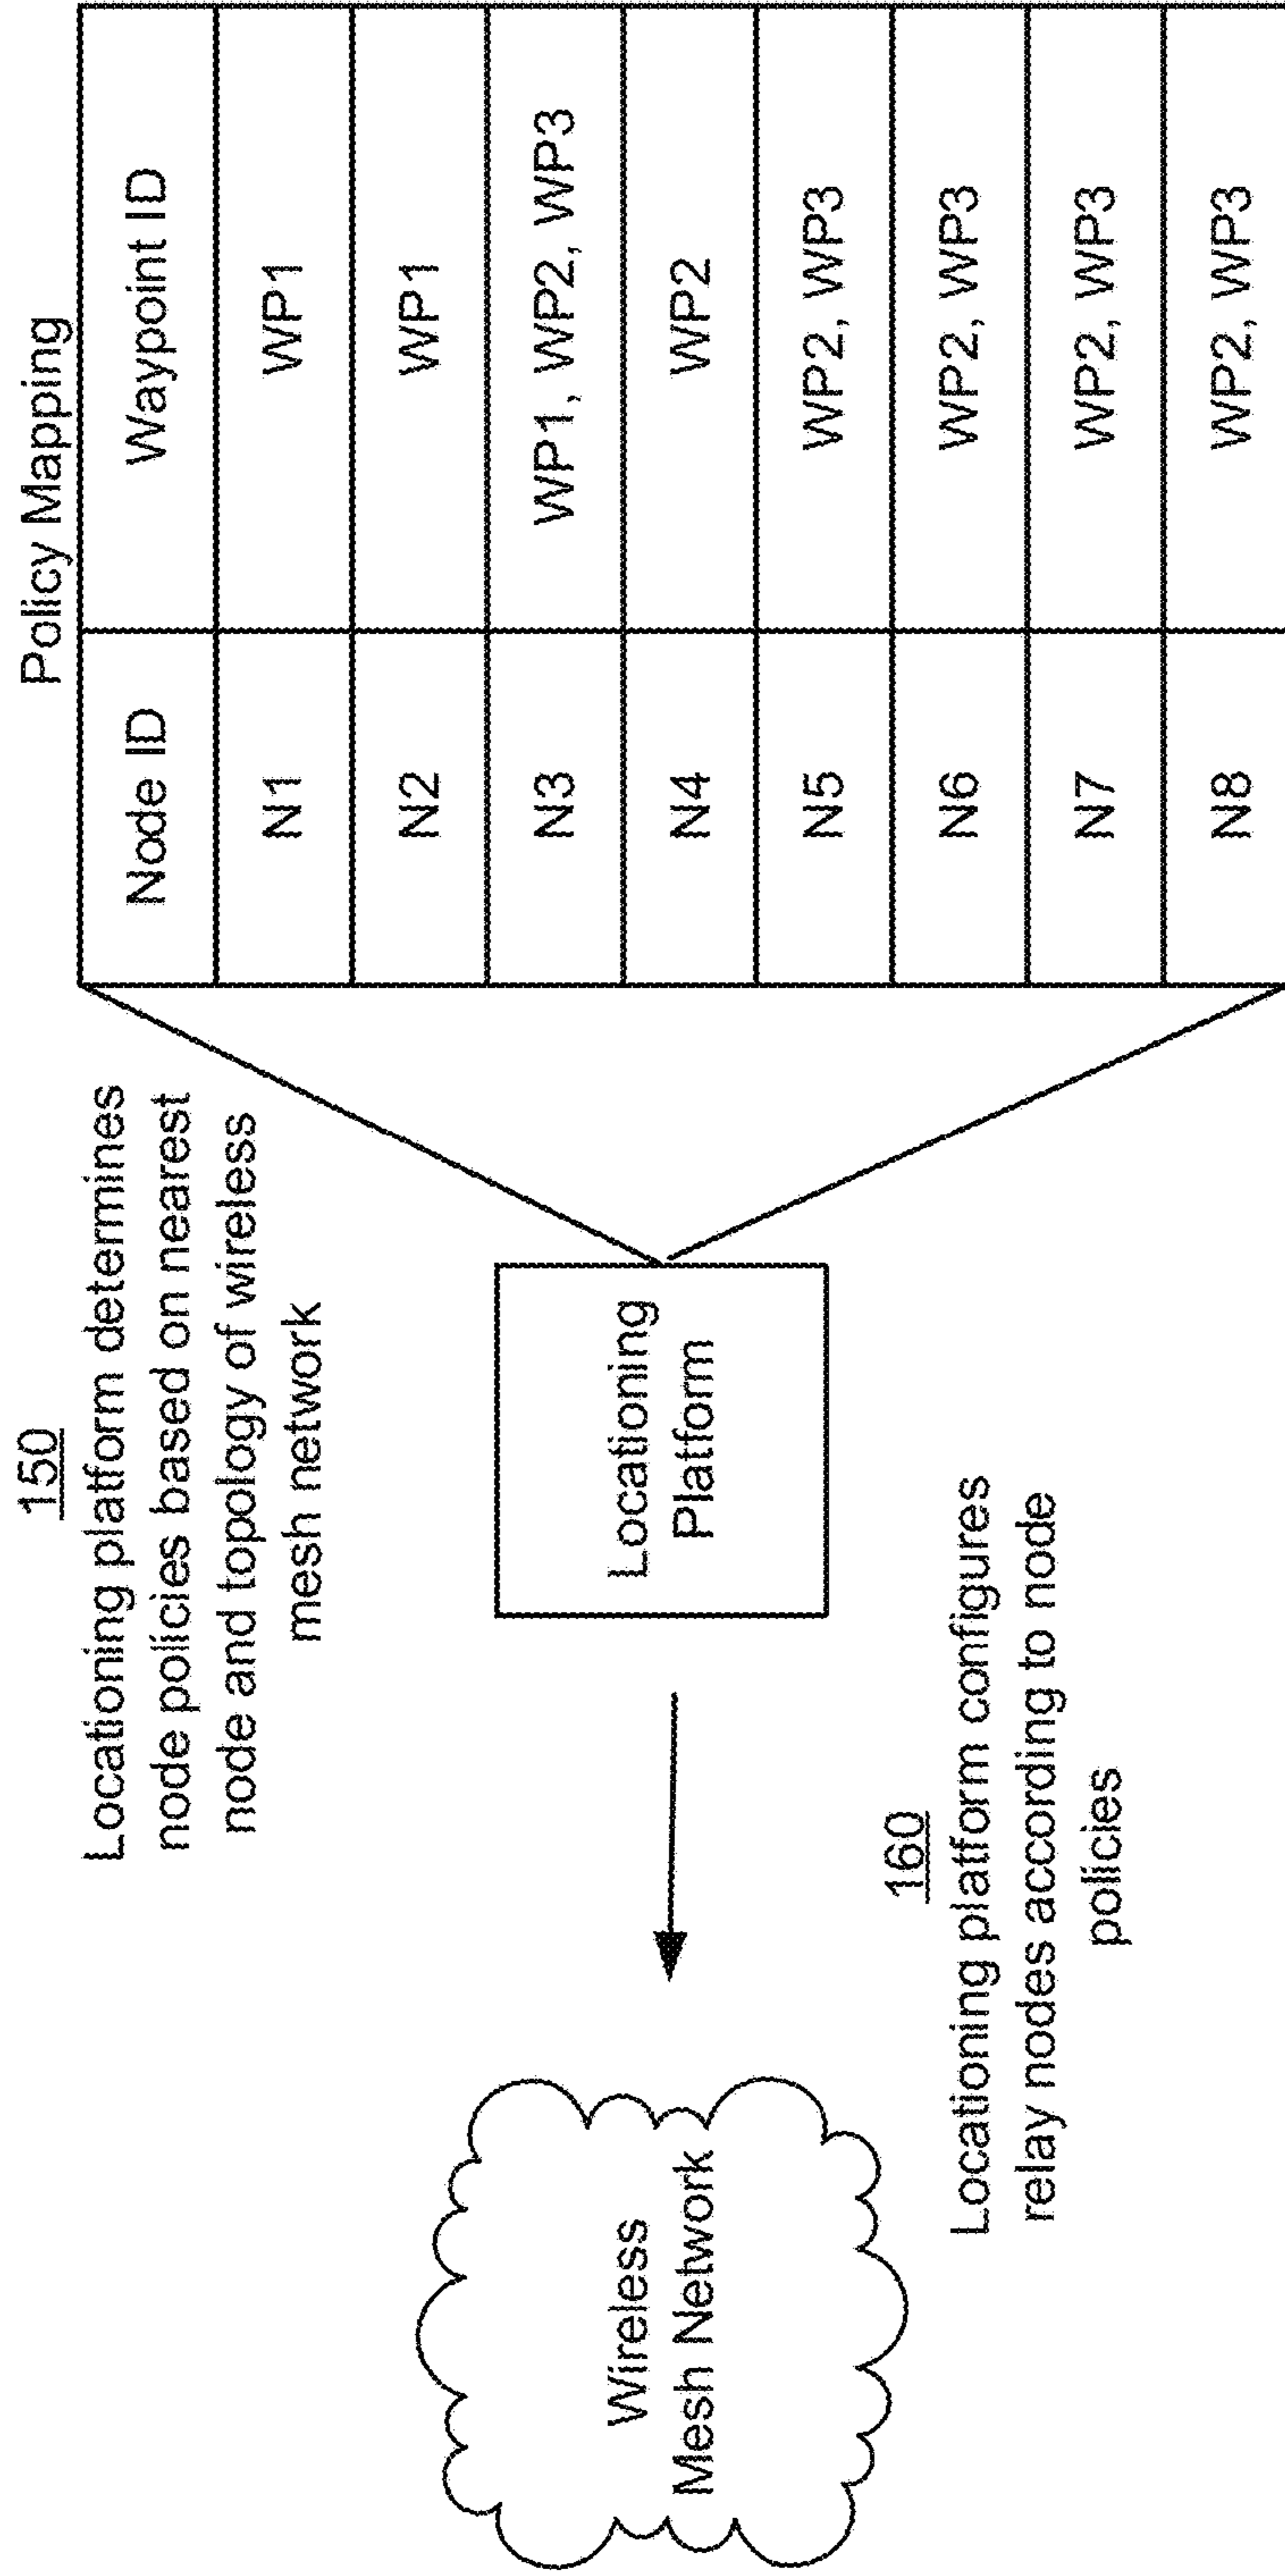 150
Locationing platform determines
node policies based on nearest
node and topology of wireless
mesh network
Policy Mapping
Node ID Waypoint ID
N1 WP1
N2 WP1
N3 WP1, WP2, WP3
N4 WP2
N5 WP2, WP3
N6 WP2, WP3
N7 WP2, WP3
N8 WP2, WP3
Locationing
Platform
Wireless
Mesh Network
160
Locationing platform configures
relay nodes according to node
policies